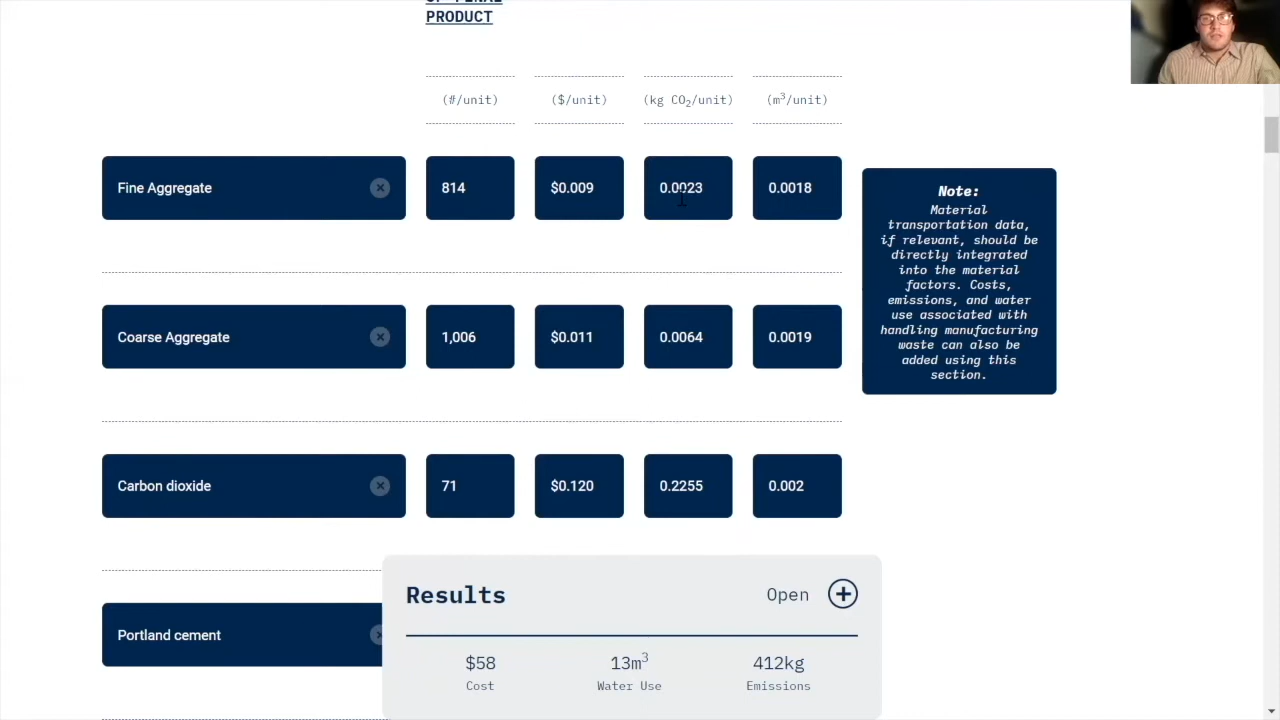 OF FINAL
PRODUCT
(#/unit) ($/unit) (kg CO₂/unit) (m³/unit)
Fine Aggregate 814 $0.009 0.0023 0.0018
Note:
Material
transportation data,
if relevant, should be
directly integrated
into the material
factors. Costs,
emissions, and water
use associated with
handling manufacturing
waste can also be
added using this
section.
Coarse Aggregate 1,006 $0.011 0.0064 0.0019
Carbon dioxide 71 $0.120 0.2255 0.002
Portland cement
Results Open
$58 13m³ 412kg
Cost Water Use Emissions